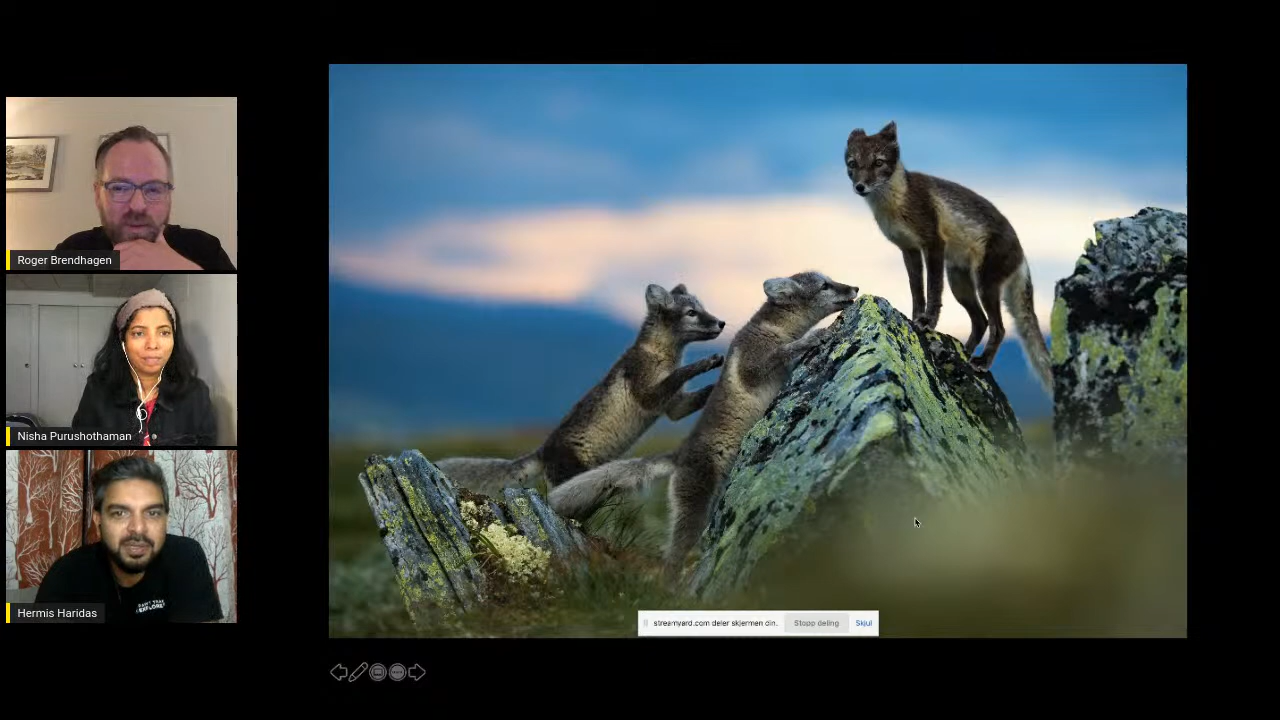 Roger Brendhagen
Nisha Purushothaman
Hermis Haridas
streamyard.com deler skjermen din.
Stopp deling
Skjul